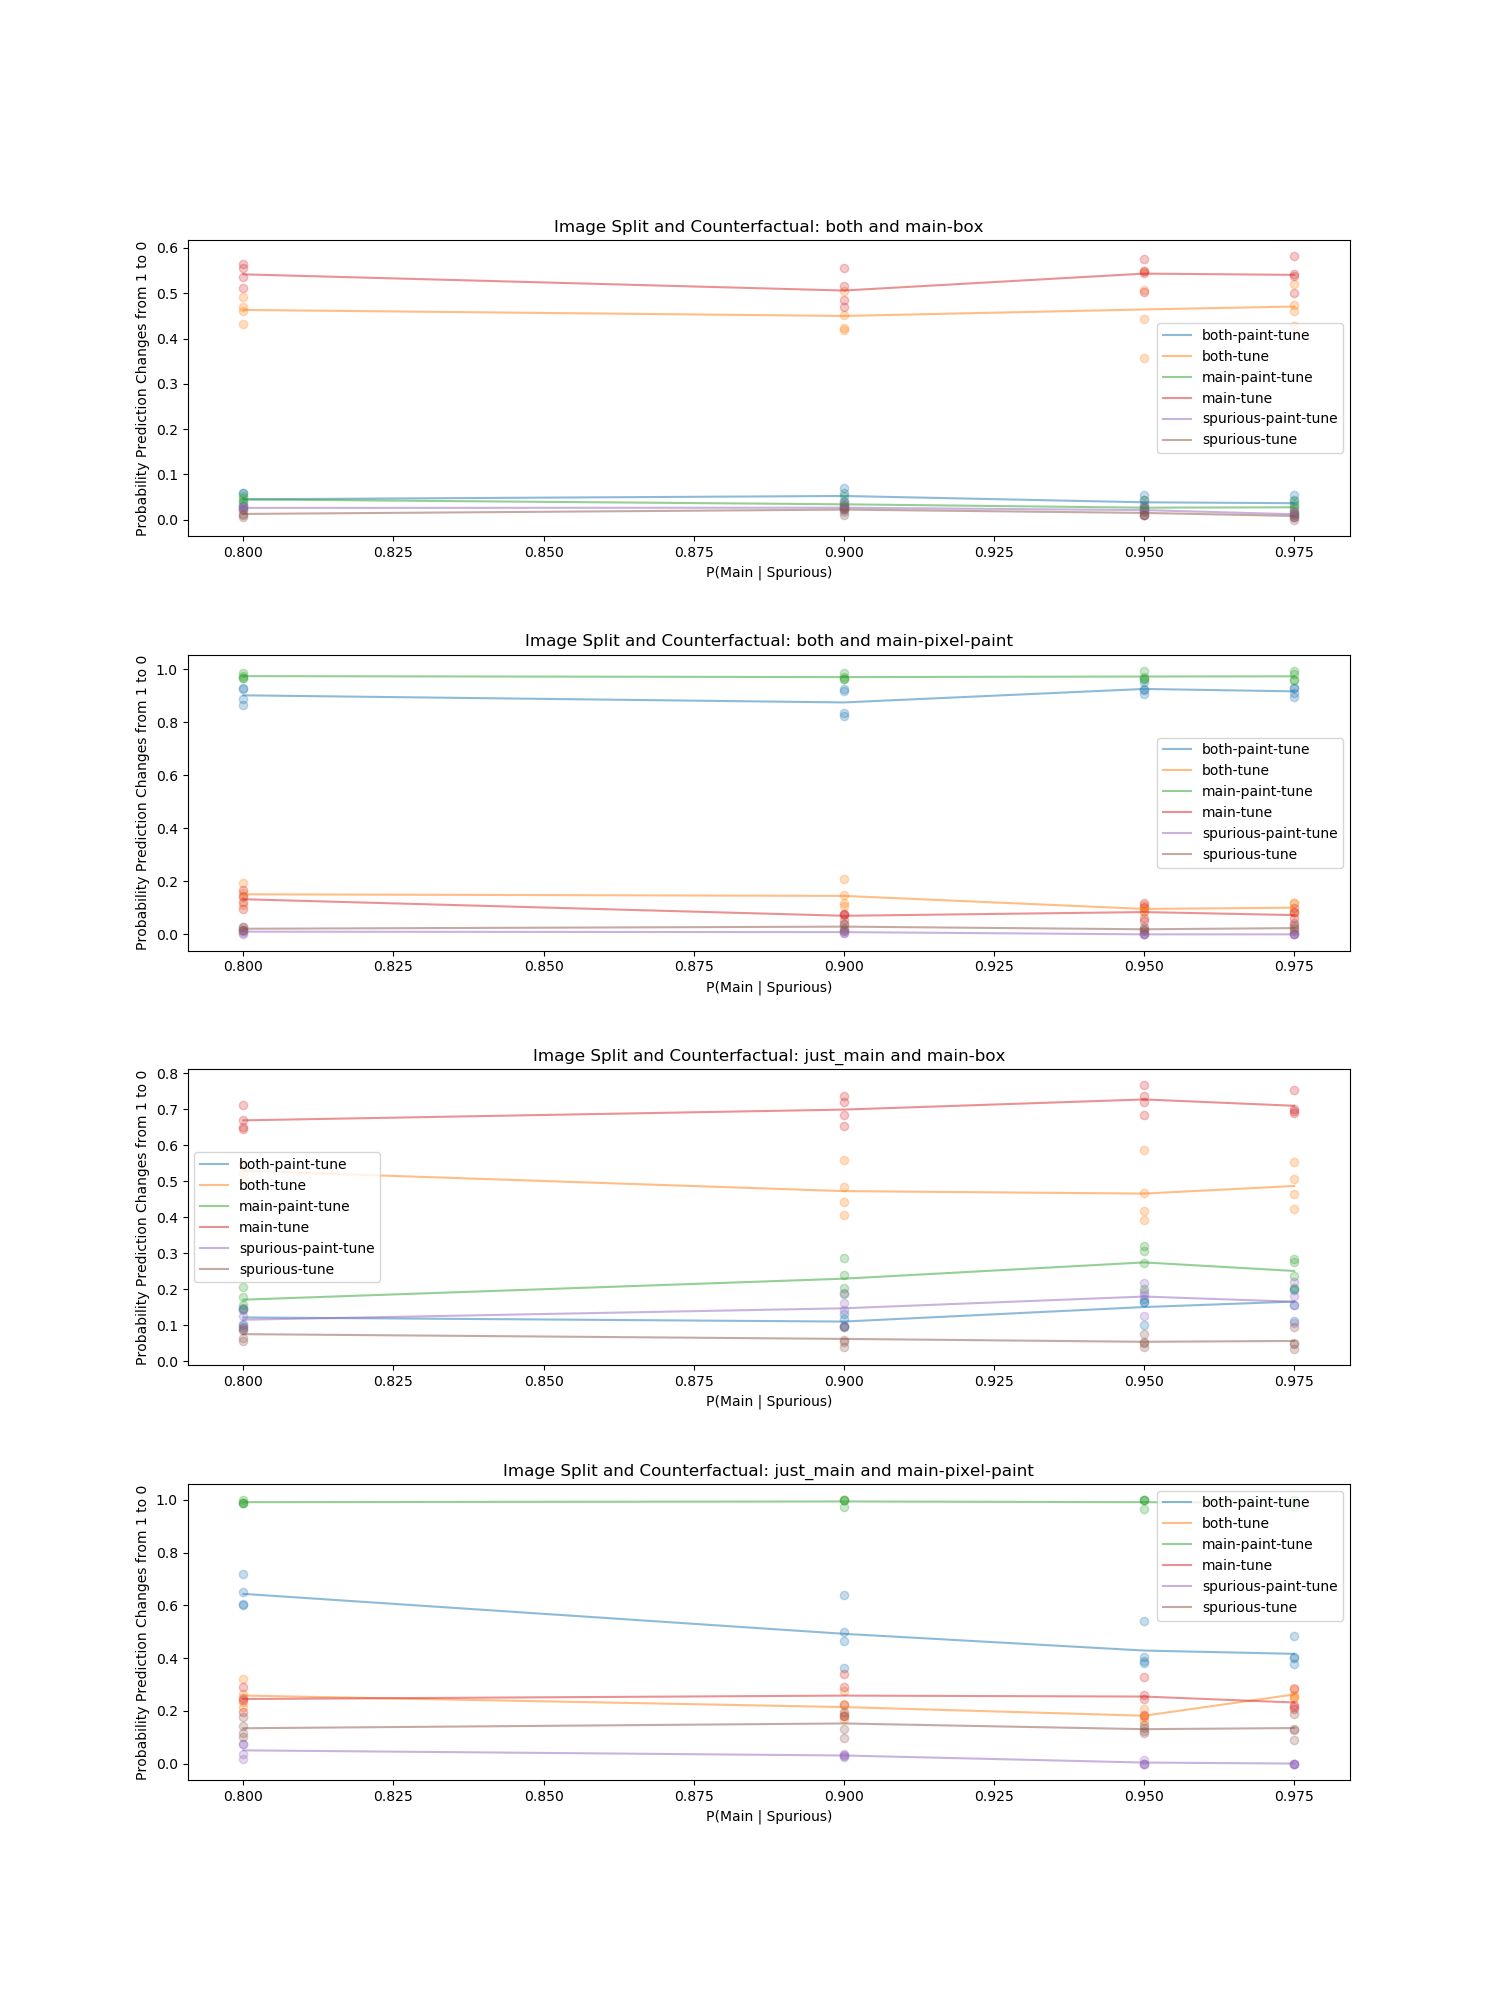 Image Split and Counterfactual: both and main-box
Probability Prediction Changes from 1 to 0
0.6
0.5
0.4
0.3
0.2
0.1
0.0
both-paint-tune
both-tune
main-paint-tune
main-tune
spurious-paint-tune
spurious-tune
0.800 0.825 0.850 0.875 0.900 0.925 0.950 0.975
P(Main | Spurious)
Image Split and Counterfactual: both and main-pixel-paint
Probability Prediction Changes from 1 to 0
1.0
0.8
0.6
0.4
0.2
0.0
both-paint-tune
both-tune
main-paint-tune
main-tune
spurious-paint-tune
spurious-tune
0.800 0.825 0.850 0.875 0.900 0.925 0.950 0.975
P(Main | Spurious)
Image Split and Counterfactual: just_main and main-box
Probability Prediction Changes from 1 to 0
0.8
0.7
0.6
0.5
0.4
0.3
0.2
0.1
0.0
both-paint-tune
both-tune
main-paint-tune
main-tune
spurious-paint-tune
spurious-tune
0.800 0.825 0.850 0.875 0.900 0.925 0.950 0.975
P(Main | Spurious)
Image Split and Counterfactual: just_main and main-pixel-paint
Probability Prediction Changes from 1 to 0
1.0
0.8
0.6
0.4
0.2
0.0
both-paint-tune
both-tune
main-paint-tune
main-tune
spurious-paint-tune
spurious-tune
0.800 0.825 0.850 0.875 0.900 0.925 0.950 0.975
P(Main | Spurious)